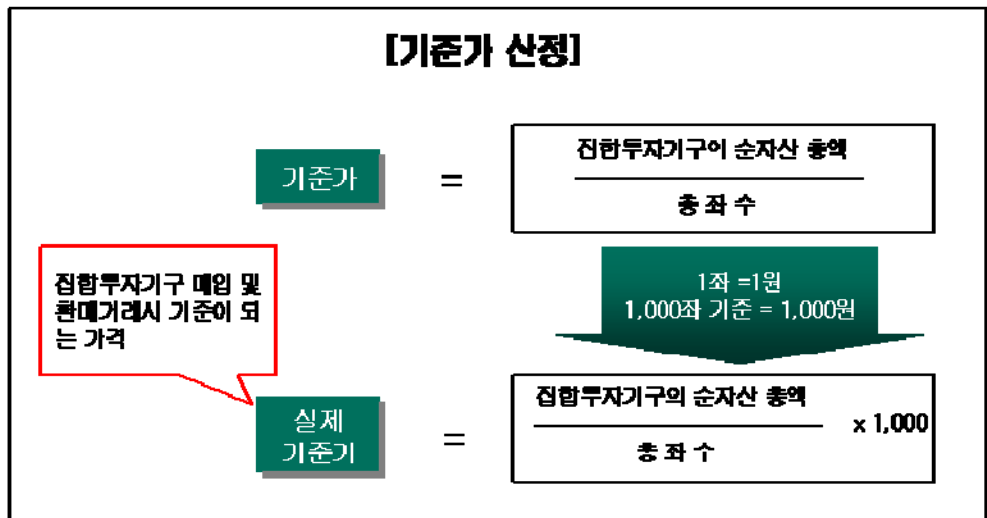 [기준가 산정]
기준가
=
집합투자기구이 순자산 총액
총 좌 수
집합투자기구 매입 및
환매거래시 기준이 되
는 가격
1좌 =1원
1,000좌 기준 = 1,000원
실제
기준기
=
집합투자기구의 순자산 총액
총 좌 수
x 1,000